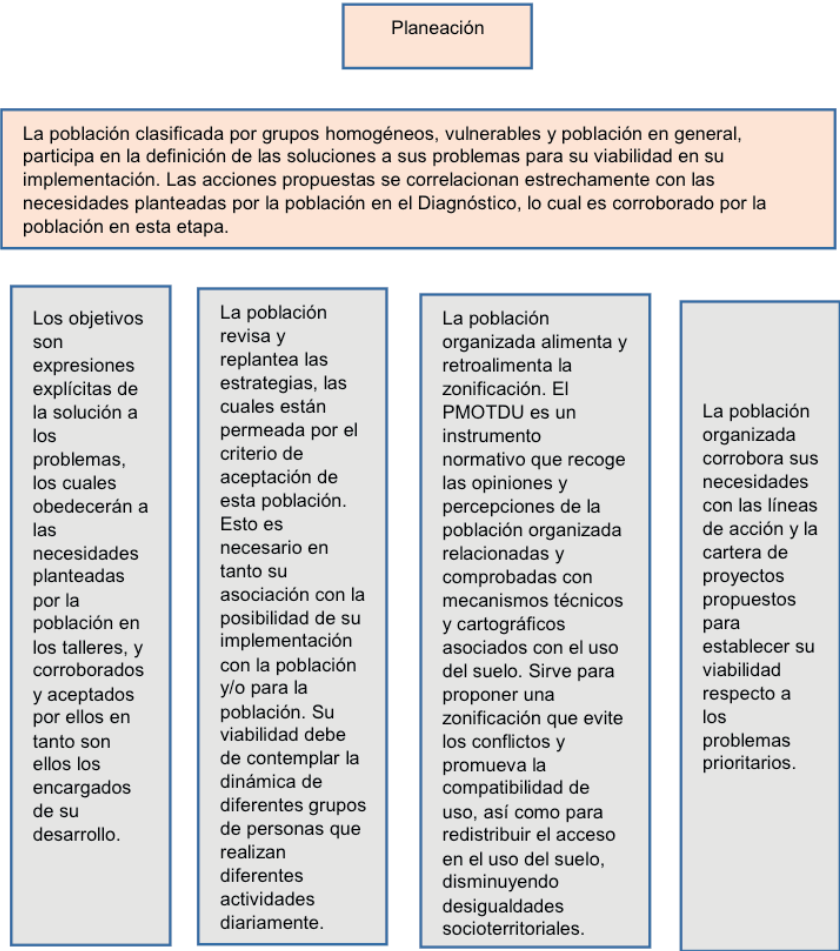 Planeación
La población clasificada por grupos homogéneos, vulnerables y población en general,
participa en la definición de las soluciones a sus problemas para su viabilidad en su
implementación. Las acciones propuestas se correlacionan estrechamente con las
necesidades planteadas por la población en el Diagnóstico, lo cual es corroborado por la
población en esta etapa.
Los objetivos
son
expresiones
explícitas de
la solución a
los
problemas,
los cuales
obedecerán a
las
necesidades
planteadas
por la
población en
los talleres, y
corroborados
y aceptados
por ellos en
tanto son
ellos los
encargados
de su
desarrollo.
La población
revisa y
replantea las
estrategias, las
cuales están
permeada por el
criterio de
aceptación de
esta población.
Esto es
necesario en
tanto su
asociación con la
posibilidad de su
implementación
con la población
y/o para la
población. Su
viabilidad debe
de contemplar la
dinámica de
diferentes grupos
de personas que
realizan
diferentes
actividades
diariamente.
La población
organizada alimenta y
retroalimenta la
zonificación. El
PMOTDU es un
instrumento
normativo que recoge
las opiniones y
percepciones de la
población organizada
relacionadas y
comprobadas con
mecanismos técnicos
y cartográficos
asociados con el uso
del suelo. Sirve para
proponer una
zonificación que evite
los conflictos y
promueva la
compatibilidad de
uso, así como para
redistribuir el acceso
en el uso del suelo,
disminuyendo
desigualdades
socioterritoriales.
La población
organizada
corrobora sus
necesidades
con las líneas
de acción y la
cartera de
proyectos
propuestos
para
establecer su
viabilidad
respecto a
los
problemas
prioritarios.